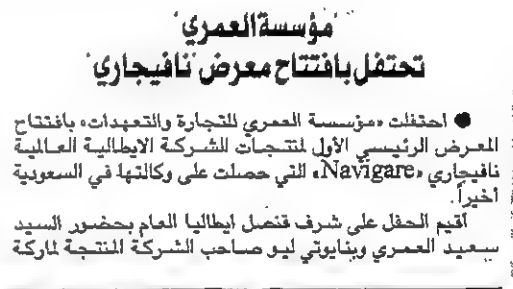 "مؤسسة العمري"
تحتفل بافتتاح معرض "نافيجاري"
● احتفلت «مؤسسة العمري للتجارة والتعهدات» بافتتاح
المعرض الرئيسي الأول لمنتجات للشركة الايطالية العالمية
نافيجاري «Navigare» التي حصلت على وكالتها في السعودية
أخيراً.
أقيم الحفل على شرف قنصل ايطاليا العام بحضور السيد
سعيد العمري وبنايوتي ليو صاحب الشركة المنتجة لماركة